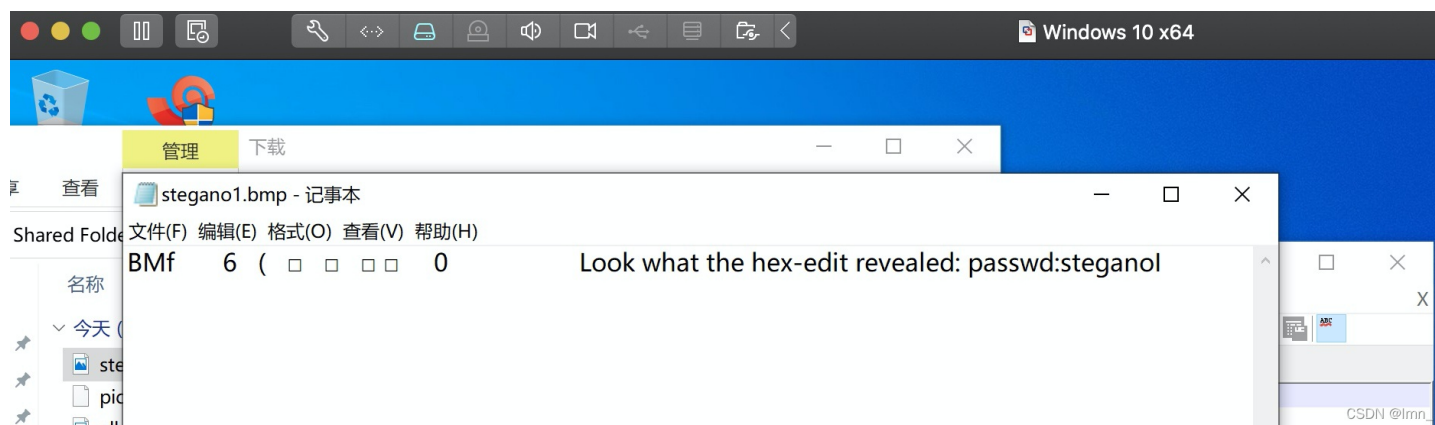 Windows 10 x64
管理
下载
查看
stegano1.bmp - 记事本
Shared Folde
文件(F) 编辑(E) 格式(O) 查看(V) 帮助(H)
BMf 6 ( □ □ □ □ 0 Look what the hex-edit revealed: passwd:steganoI
名称
X
今天 (
ABC
ste
pic
CSDN @lmn_